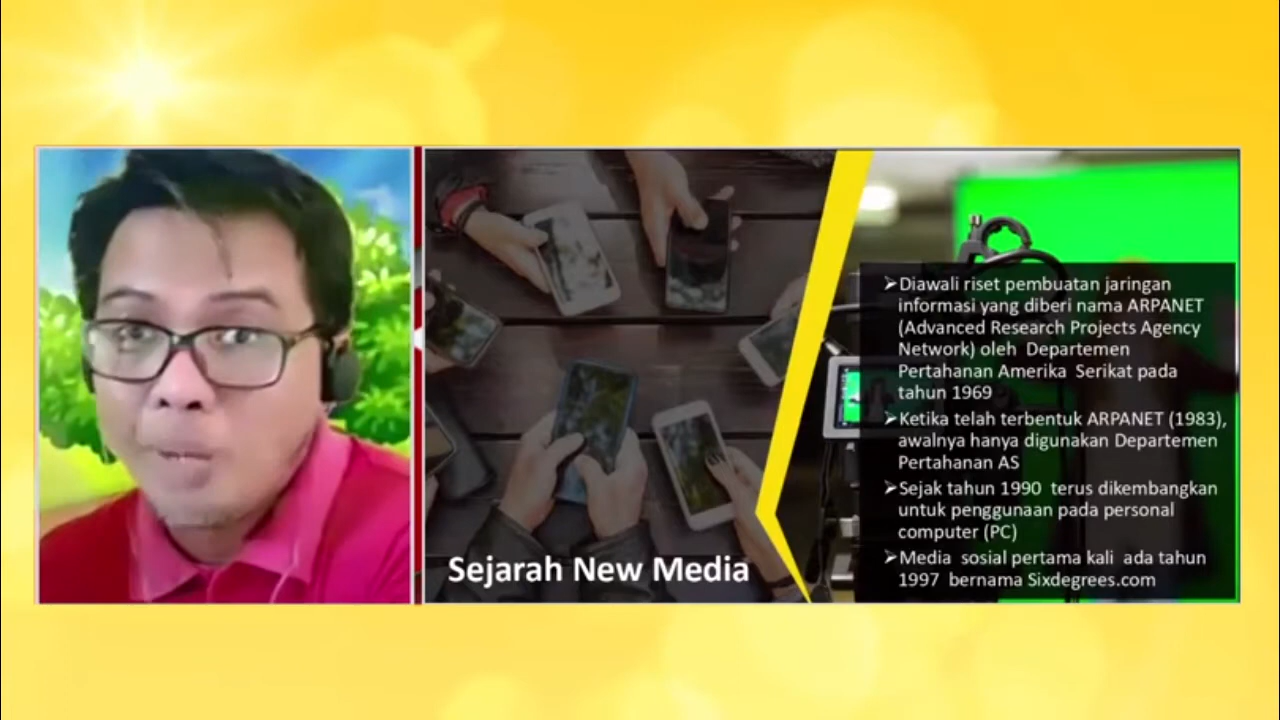 Sejarah New Media
➢Diawali riset pembuatan jaringan
informasi yang diberi nama ARPANET
(Advanced Research Projects Agency
Network) oleh Departemen
Pertahanan Amerika Serikat pada
tahun 1969
➢Ketika telah terbentuk ARPANET (1983),
awalnya hanya digunakan Departemen
Pertahanan AS
➢Sejak tahun 1990 terus dikembangkan
untuk penggunaan pada personal
computer (PC)
➢Media sosial pertama kali ada tahun
1997 bernama Sixdegrees.com